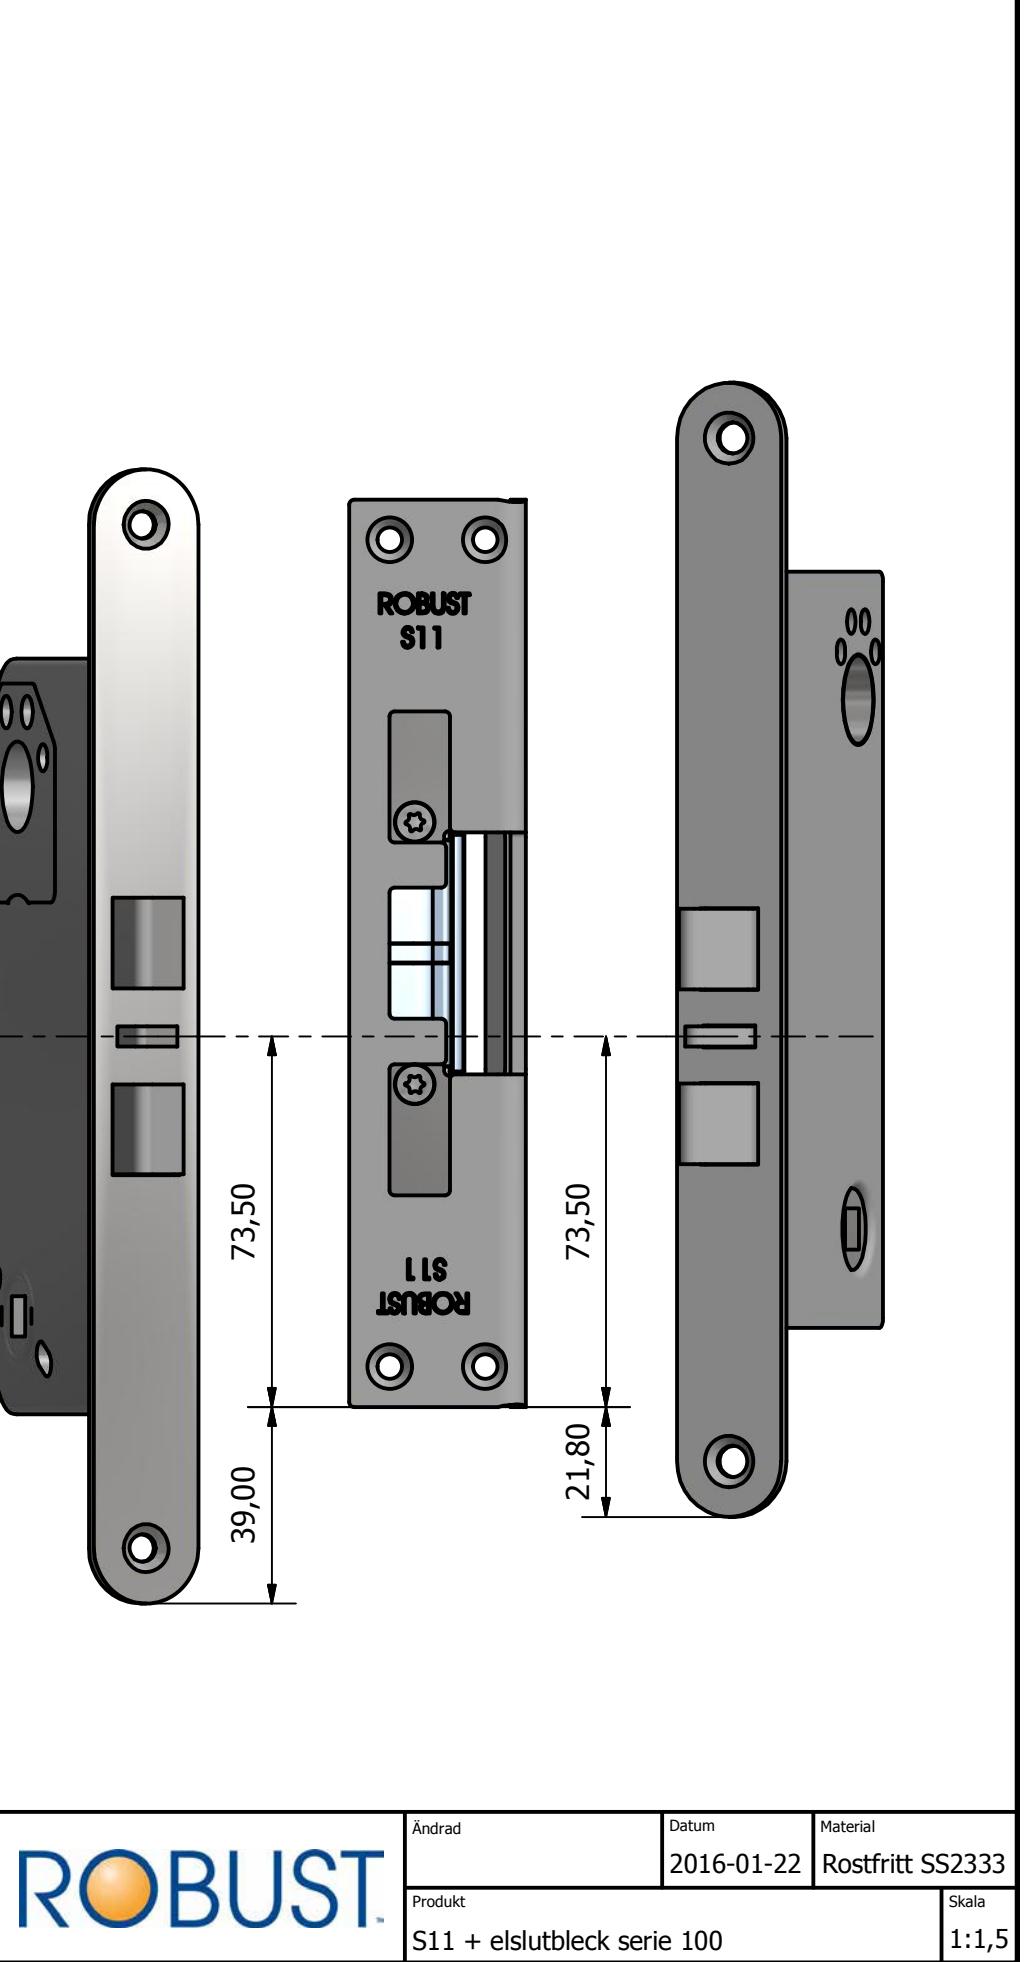 ROBUST
S11
73,50
73,50
S11
ROBUST
21,80
39,00
ROBUST
Ändrad
Datum
2016-01-22
Material
Rostfritt SS2333
Produkt
S11 + elslutbleck serie 100
Skala
1:1,5